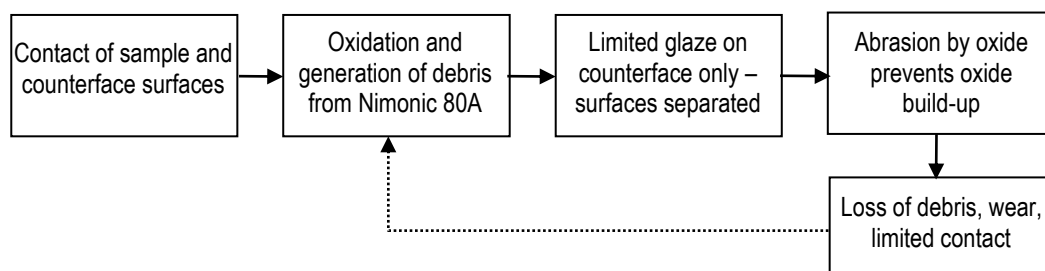 Contact of sample and
counterface surfaces
Oxidation and
generation of debris
from Nimonic 80A
Limited glaze on
counterface only –
surfaces separated
Abrasion by oxide
prevents oxide
build-up
Loss of debris, wear,
limited contact